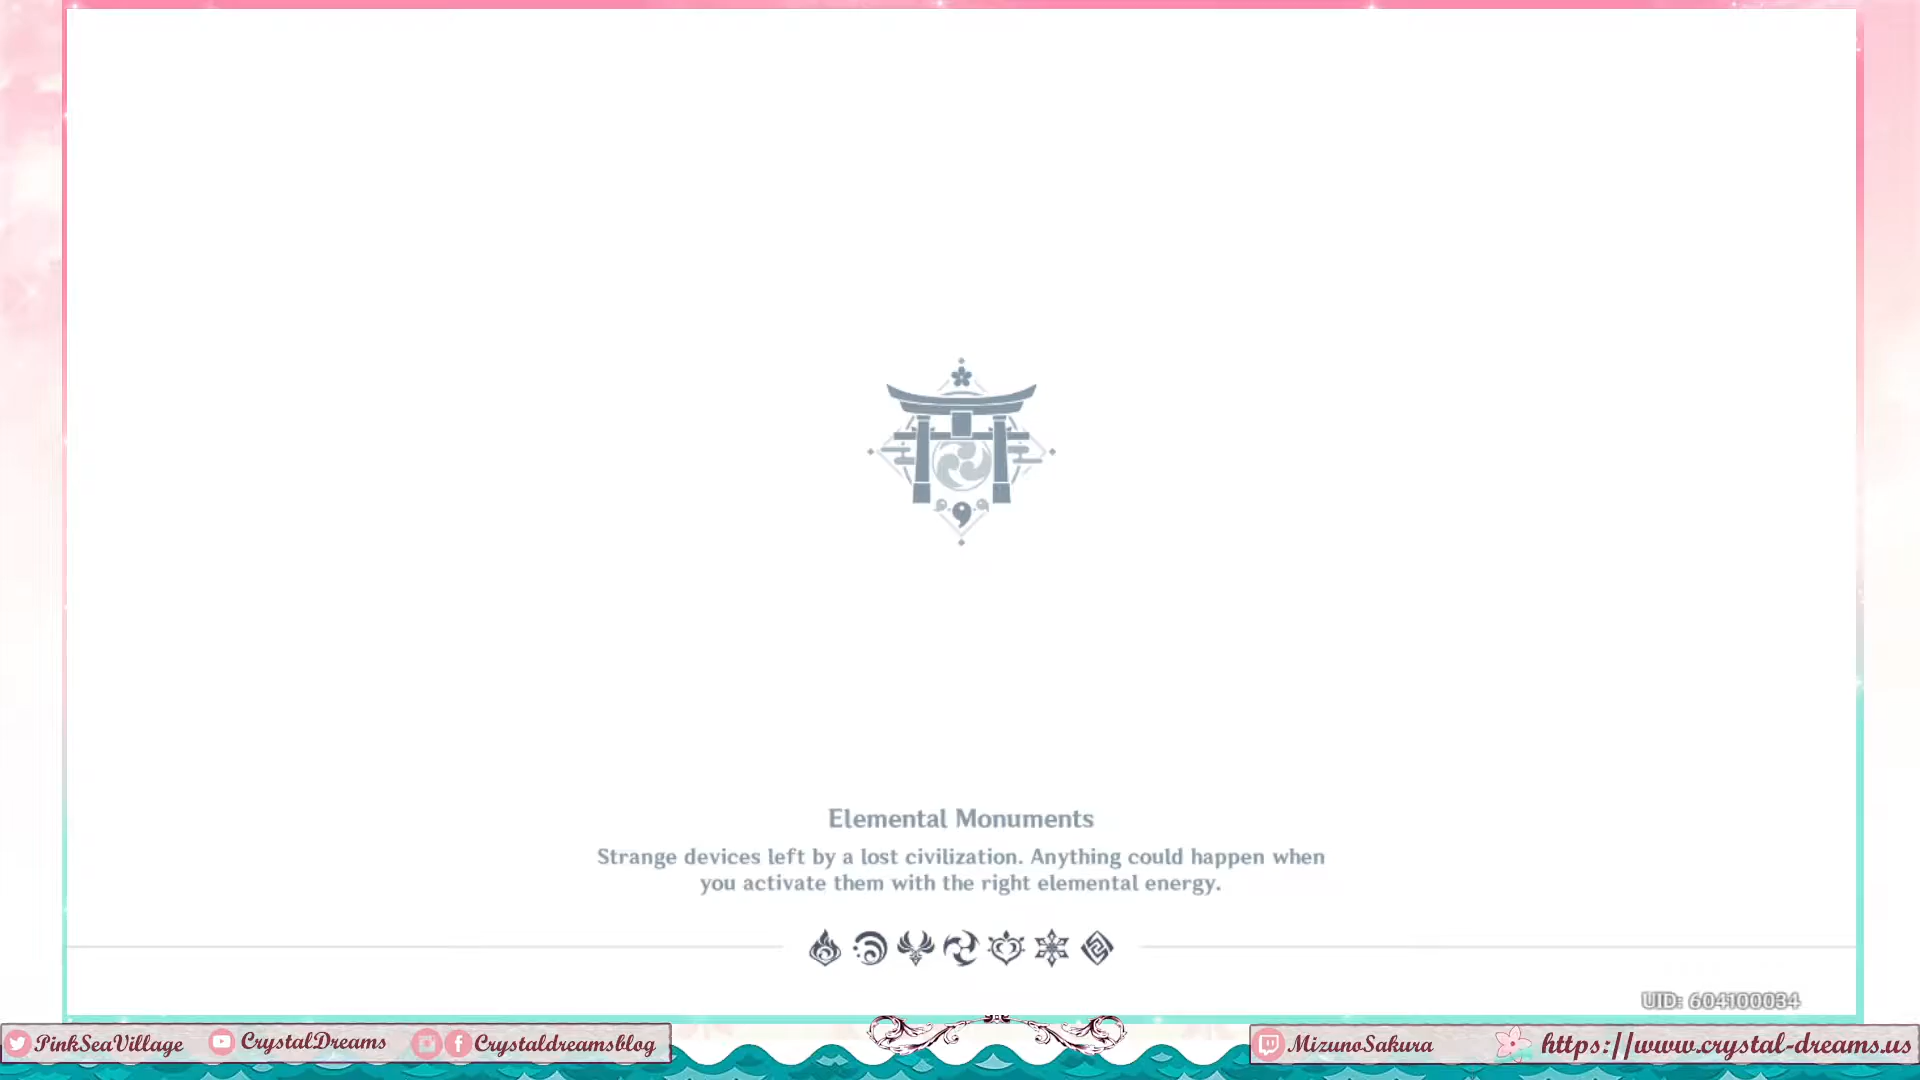 Elemental Monuments
Strange devices left by a lost civilization. Anything could happen when
you activate them with the right elemental energy.
UID: 604100034
PinkSeaVillage
CrystalDreams
Crystaldreamsblog
MizunoSakura
https://www.crystal-dreams.us